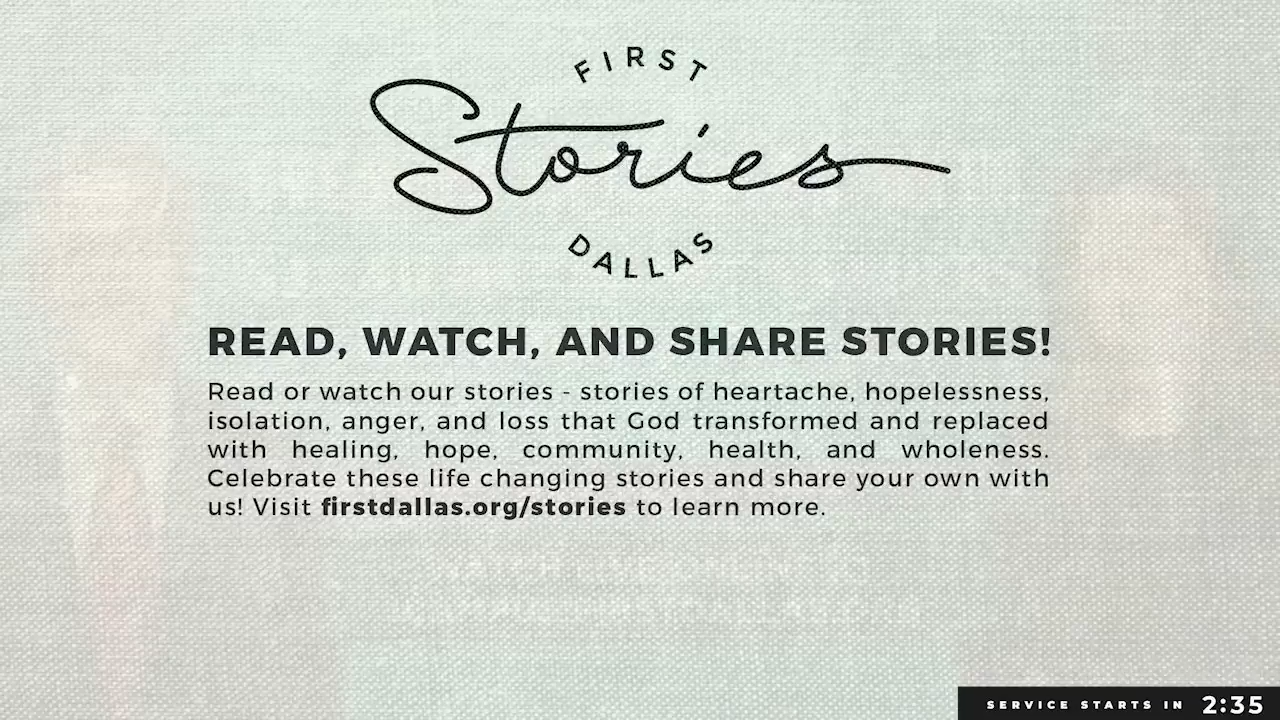 FIRST
Stories
DALLAS
READ, WATCH, AND SHARE STORIES!
Read or watch our stories - stories of heartache, hopelessness,
isolation, anger, and loss that God transformed and replaced
with healing, hope, community, health, and wholeness.
Celebrate these life changing stories and share your own with
us! Visit firstdallas.org/stories to learn more.
SERVICE STARTS IN 2:35